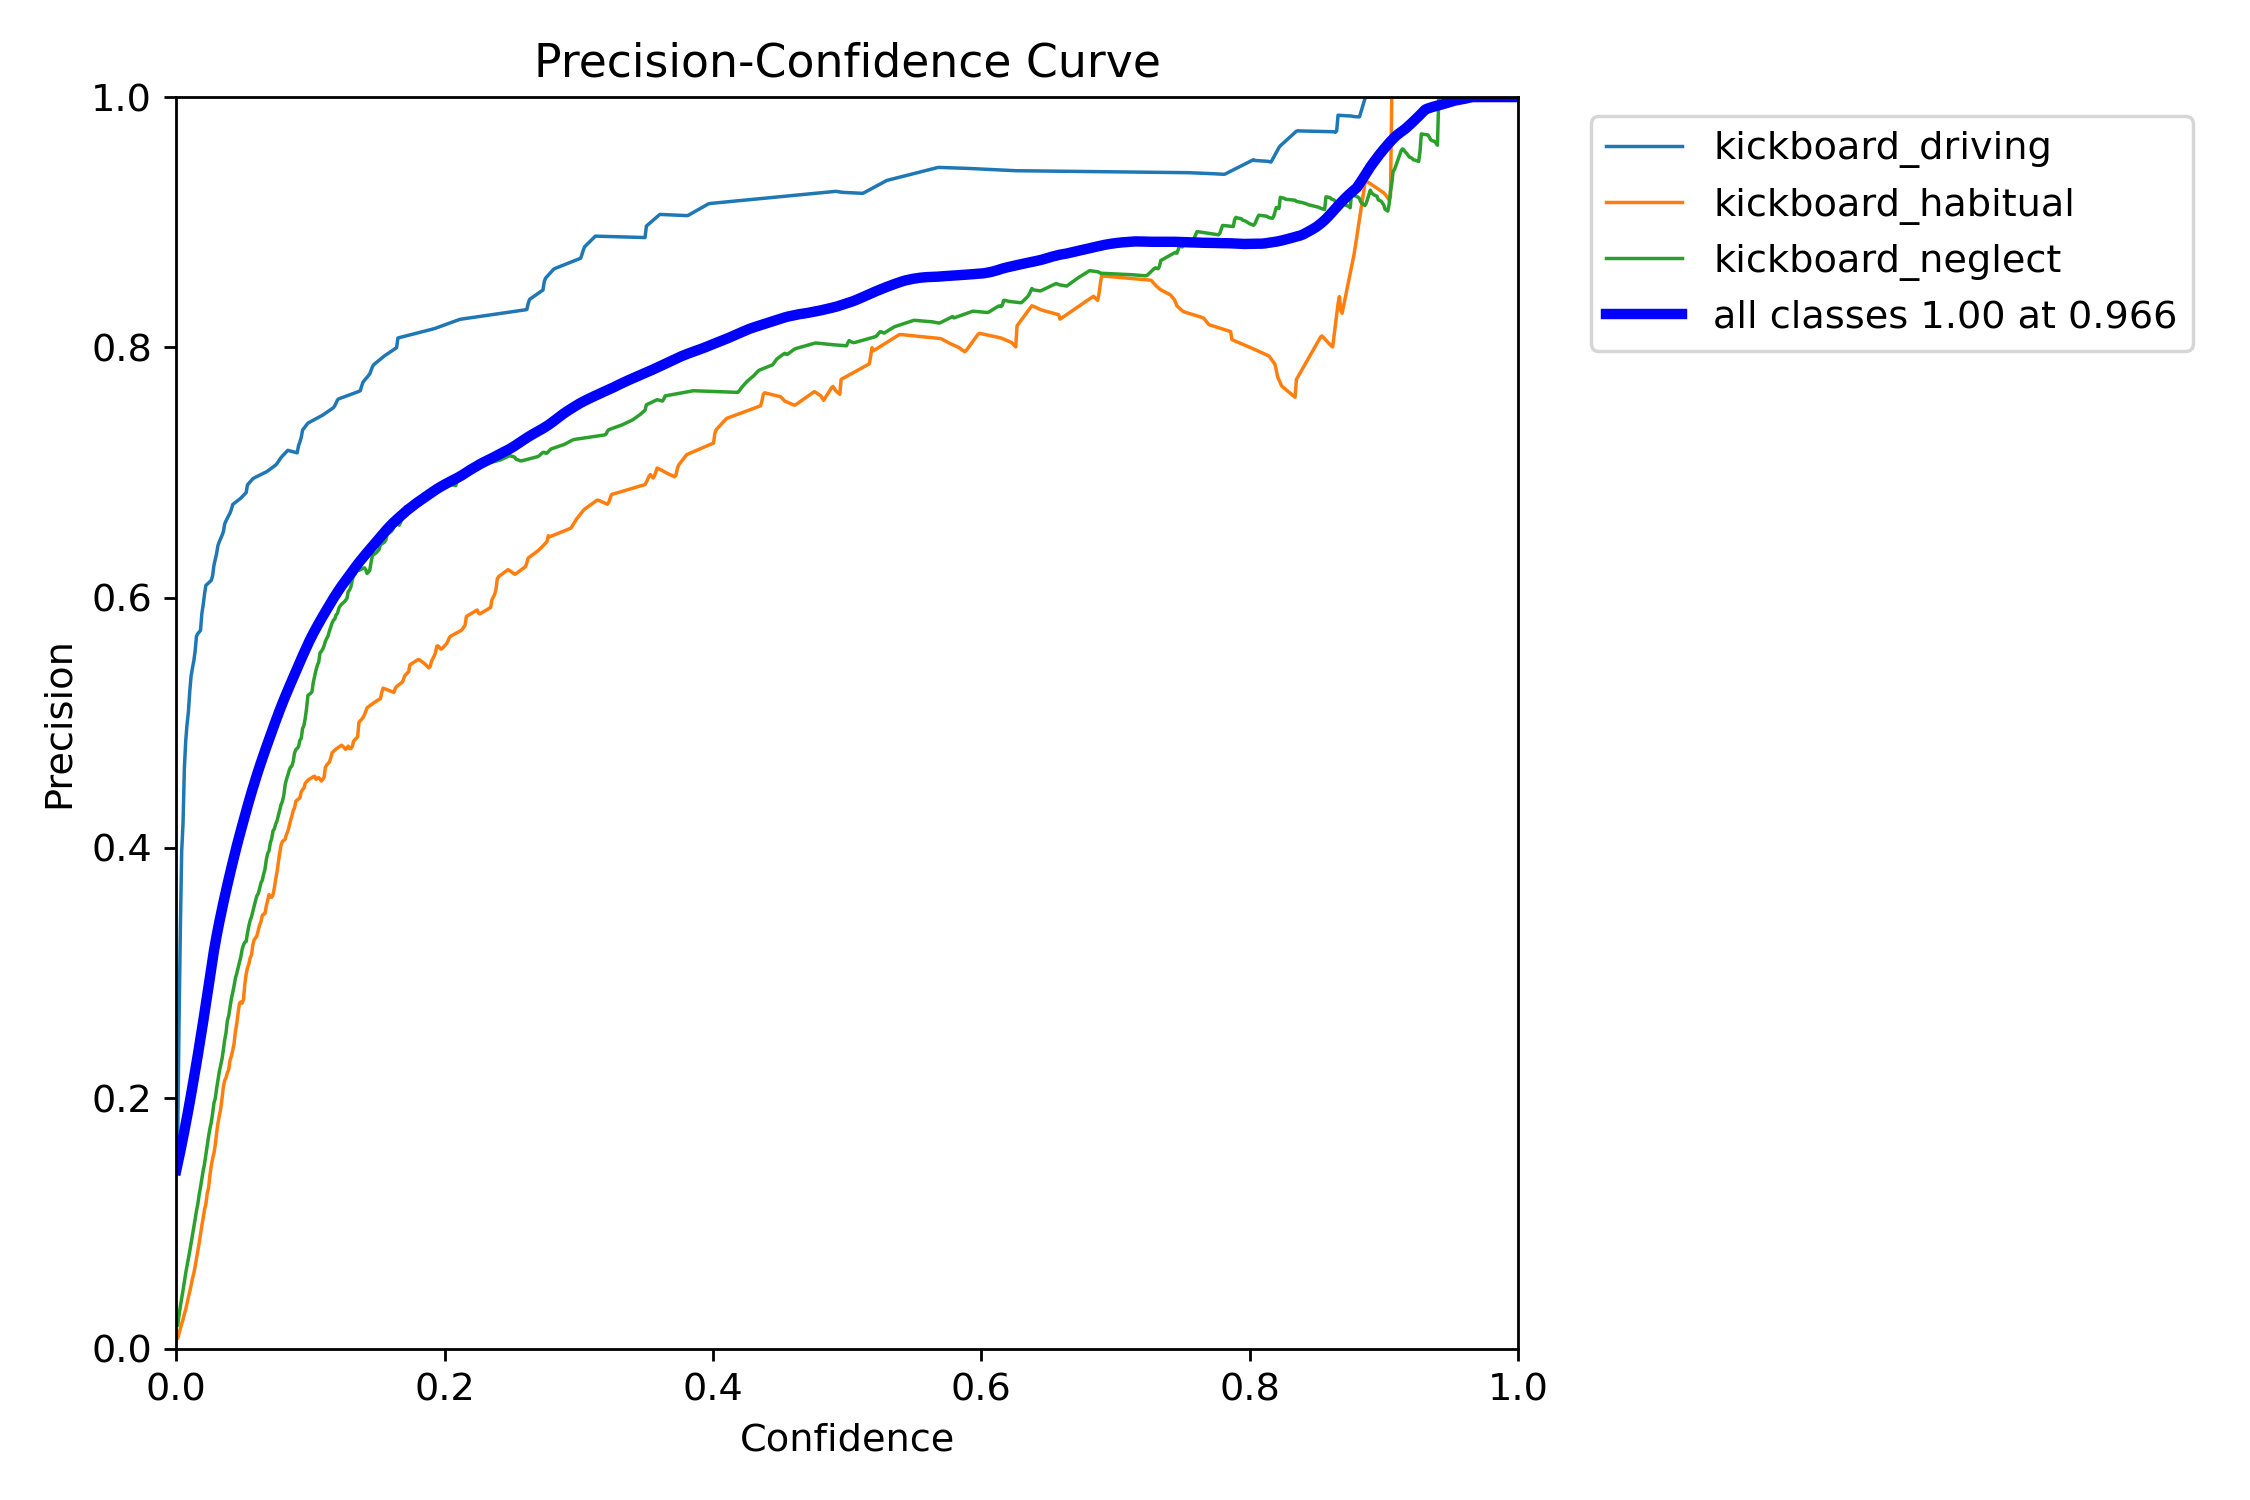 Precision-Confidence Curve
1.0
0.8
0.6
0.4
0.2
0.0
Precision
0.0 0.2 0.4 0.6 0.8 1.0
Confidence
kickboard_driving
kickboard_habitual
kickboard_neglect
all classes 1.00 at 0.966